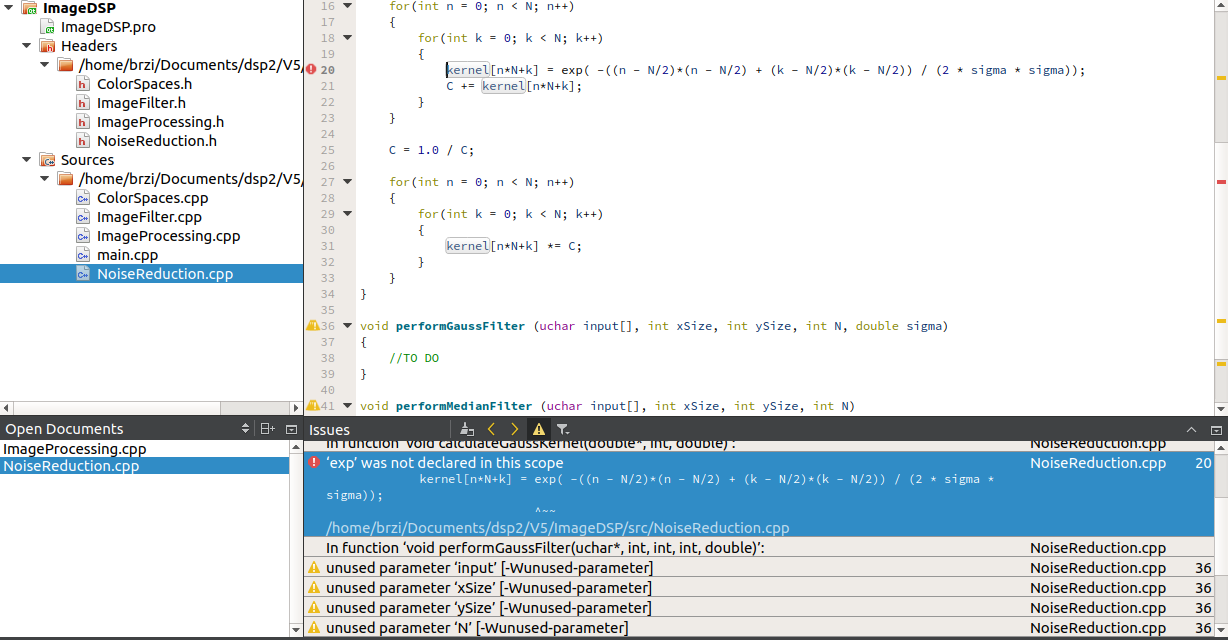 ImageDSP
ImageDSP.pro
Headers
/home/brzi/Documents/dsp2/V5/
ColorSpaces.h
ImageFilter.h
ImageProcessing.h
NoiseReduction.h
Sources
/home/brzi/Documents/dsp2/V5/
ColorSpaces.cpp
ImageFilter.cpp
ImageProcessing.cpp
main.cpp
NoiseReduction.cpp
16 for(int n = 0; n < N; n++)
17 {
18 for(int k = 0; k < N; k++)
19 {
20 kernel[n*N+k] = exp( -((n - N/2)*(n - N/2) + (k - N/2)*(k - N/2)) / (2 * sigma * sigma));
21 C += kernel[n*N+k];
22 }
23 }
24
25 C = 1.0 / C;
26
27 for(int n = 0; n < N; n++)
28 {
29 for(int k = 0; k < N; k++)
30 {
31 kernel[n*N+k] *= C;
32 }
33 }
34 }
35
36 void performGaussFilter (uchar input[], int xSize, int ySize, int N, double sigma)
37 {
38 //TO DO
39 }
40
41 void performMedianFilter (uchar input[], int xSize, int ySize, int N)
Open Documents
ImageProcessing.cpp
NoiseReduction.cpp
Issues
In function ‘void calculateGaussKernel(double*, int, double)’: NoiseReduction.cpp
‘exp’ was not declared in this scope NoiseReduction.cpp 20
kernel[n*N+k] = exp( -((n - N/2)*(n - N/2) + (k - N/2)*(k - N/2)) / (2 * sigma *
sigma));
^~~
/home/brzi/Documents/dsp2/V5/ImageDSP/src/NoiseReduction.cpp
In function ‘void performGaussFilter(uchar*, int, int, int, double)’: NoiseReduction.cpp
unused parameter ‘input’ [-Wunused-parameter] NoiseReduction.cpp 36
unused parameter ‘xSize’ [-Wunused-parameter] NoiseReduction.cpp 36
unused parameter ‘ySize’ [-Wunused-parameter] NoiseReduction.cpp 36
unused parameter ‘N’ [-Wunused-parameter] NoiseReduction.cpp 36